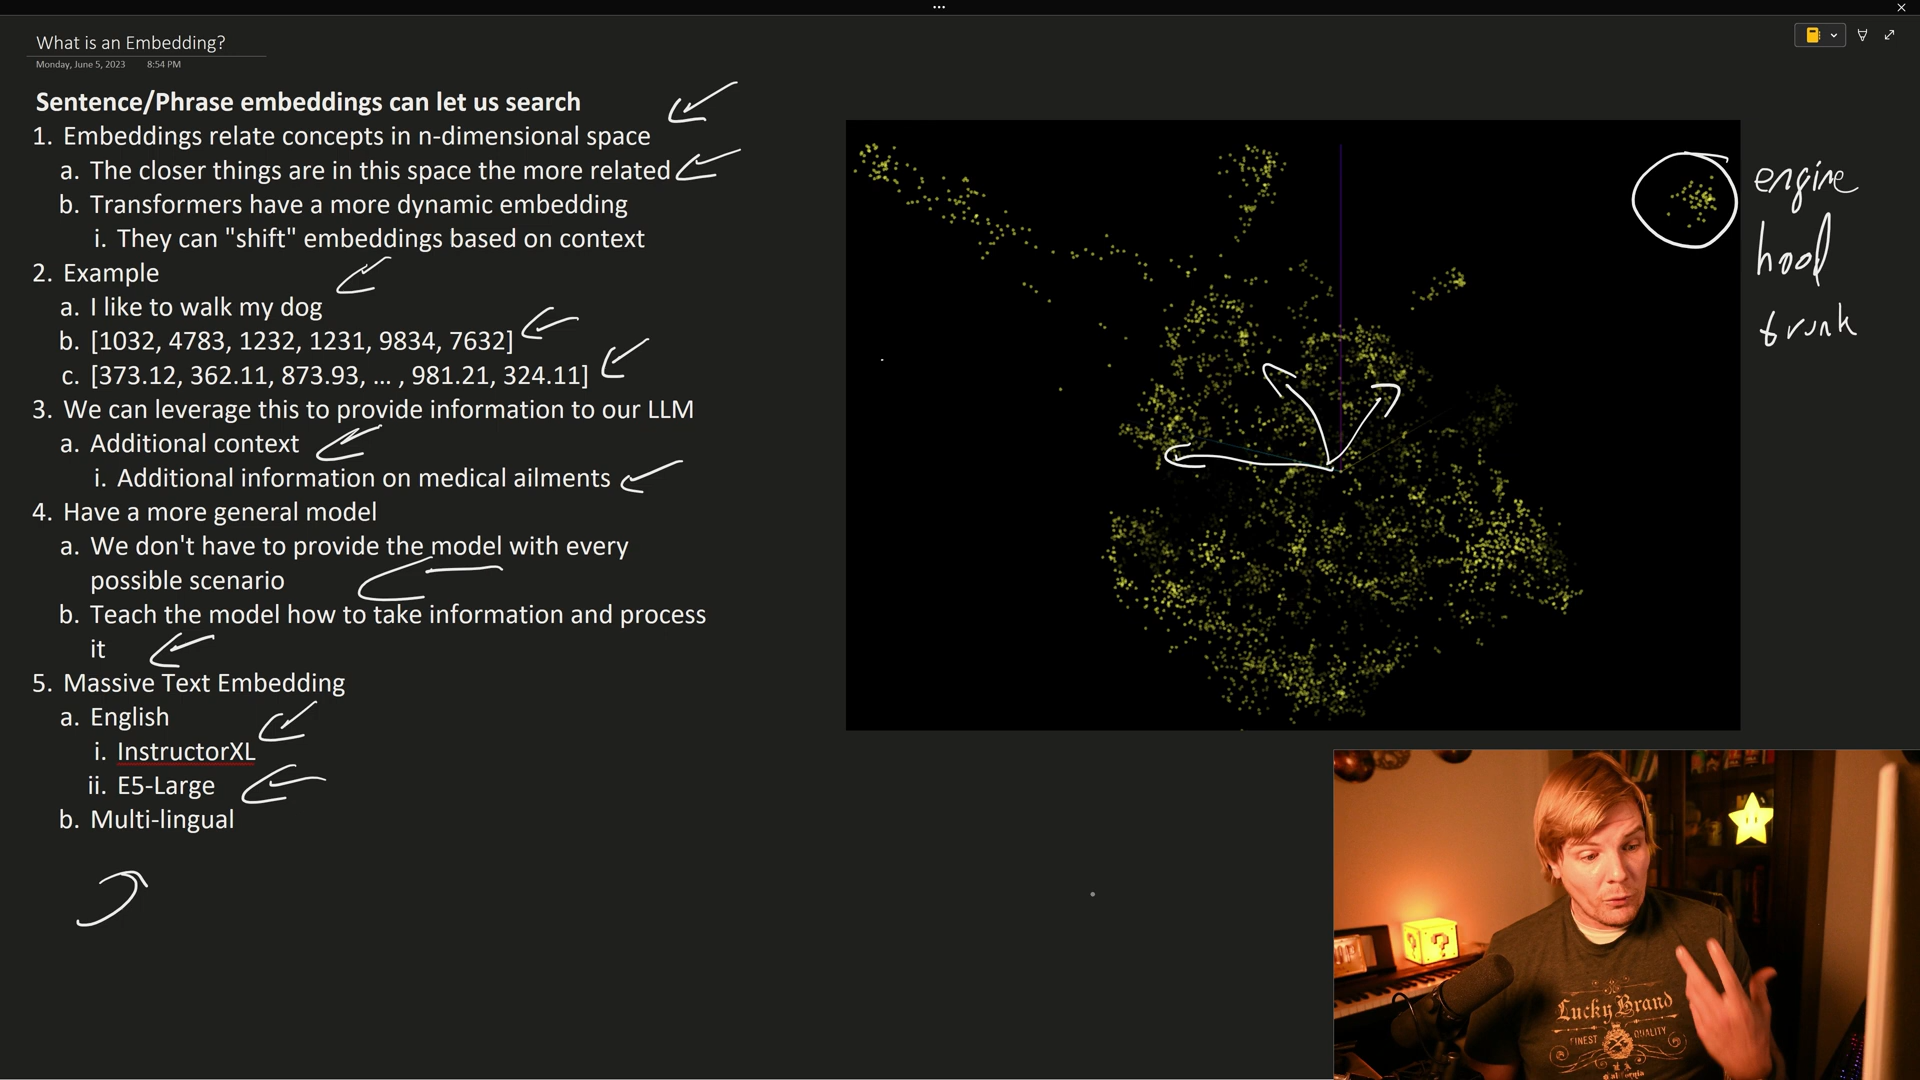 What is an Embedding?
Monday, June 5, 2023 8:54 PM
Sentence/Phrase embeddings can let us search
1. Embeddings relate concepts in n-dimensional space
a. The closer things are in this space the more related
b. Transformers have a more dynamic embedding
i. They can "shift" embeddings based on context
2. Example
a. I like to walk my dog
b. [1032, 4783, 1232, 1231, 9834, 7632]
c. [373.12, 362.11, 873.93, ... , 981.21, 324.11]
3. We can leverage this to provide information to our LLM
a. Additional context
i. Additional information on medical ailments
4. Have a more general model
a. We don't have to provide the model with every
possible scenario
b. Teach the model how to take information and process
it
5. Massive Text Embedding
a. English
i. InstructorXL
ii. E5-Large
b. Multi-lingual
engine
hood
trunk
?
Lucky Brand
FINEST QUALITY